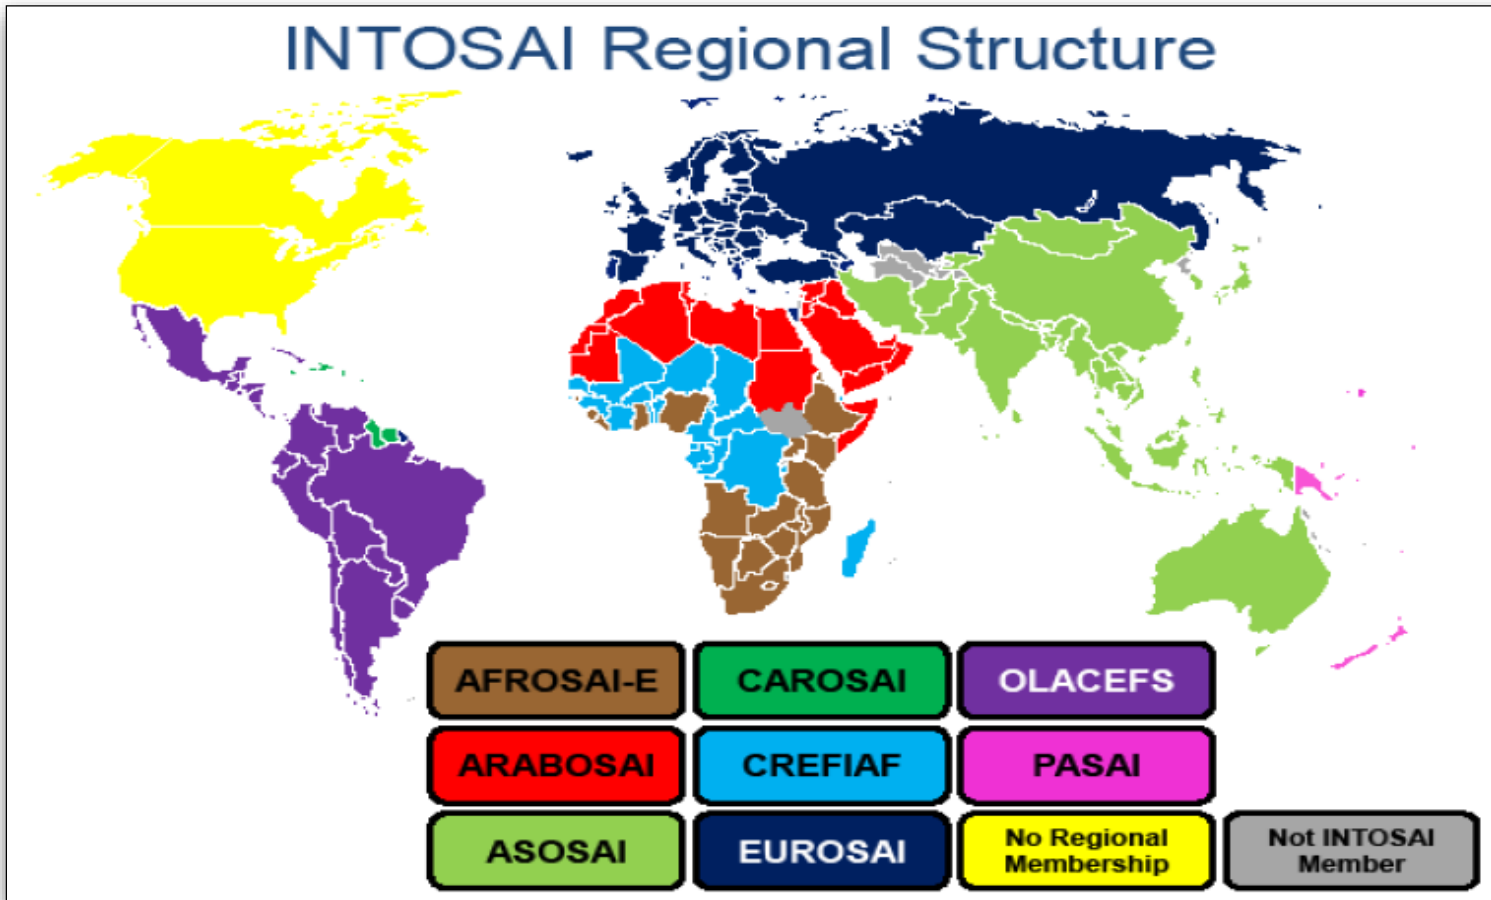 INTOSAI Regional Structure
AFROSAI-E
CAROSAI
OLACEFS
ARABOSAI
CREFIAF
PASAI
ASOSAI
EUROSAI
No Regional
Membership
Not INTOSAI
Member